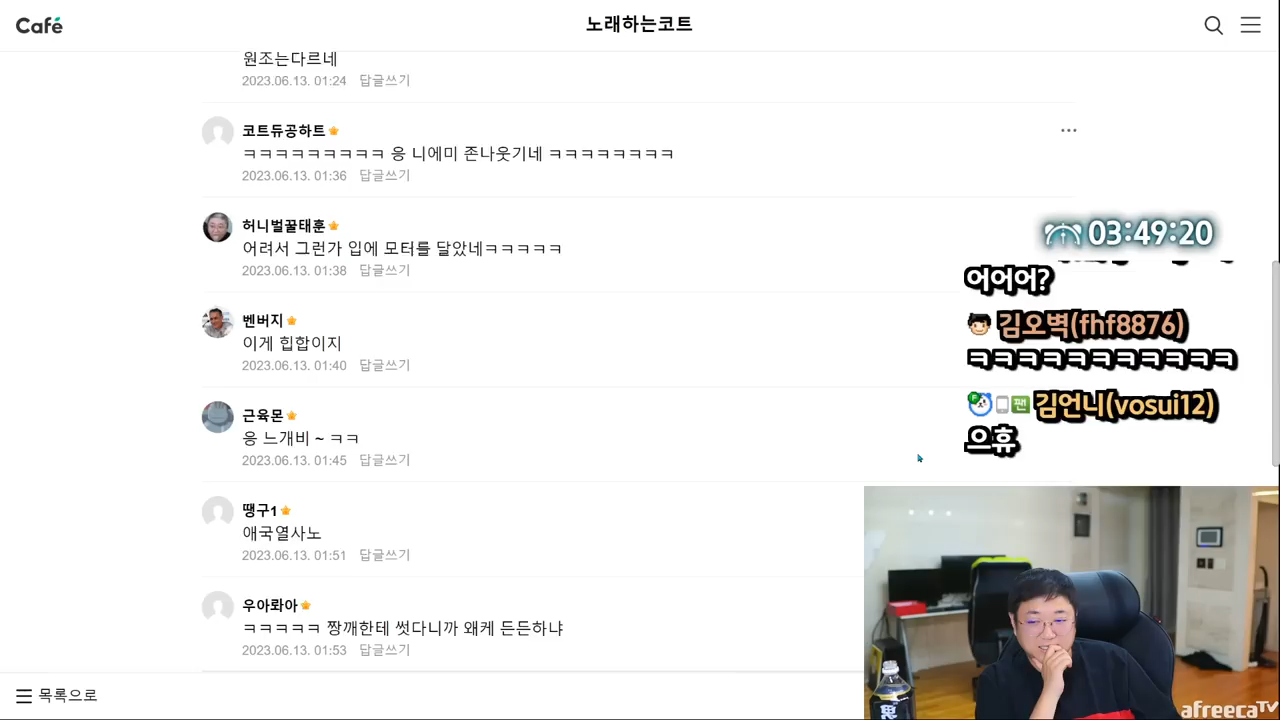 Café
노래하는코트
원조는다르네
2023.06.13. 01:24 답글쓰기
코트듀공하트
ㅋㅋㅋㅋㅋㅋㅋㅋㅋ 응 니에미 존나웃기네 ㅋㅋㅋㅋㅋㅋㅋㅋ
2023.06.13. 01:36 답글쓰기
허니벌꿀태훈
어려서 그런가 입에 모터를 달았네ㅋㅋㅋㅋㅋ
2023.06.13. 01:38 답글쓰기
벤버지
이게 힙합이지
2023.06.13. 01:40 답글쓰기
근육몬
응 느개비 ~ ㅋㅋ
2023.06.13. 01:45 답글쓰기
땡구1
애국열사노
2023.06.13. 01:51 답글쓰기
우아롸아
ㅋㅋㅋㅋㅋ 짱깨한테 썻다니까 왜케 든든하냐
2023.06.13. 01:53 답글쓰기
목록으로
03:49:20
어어어?
김오벽(fhf8876)
ㅋㅋㅋㅋㅋㅋㅋㅋㅋㅋㅋ
팬 김언니(vosui12)
으휴
afreecaTV